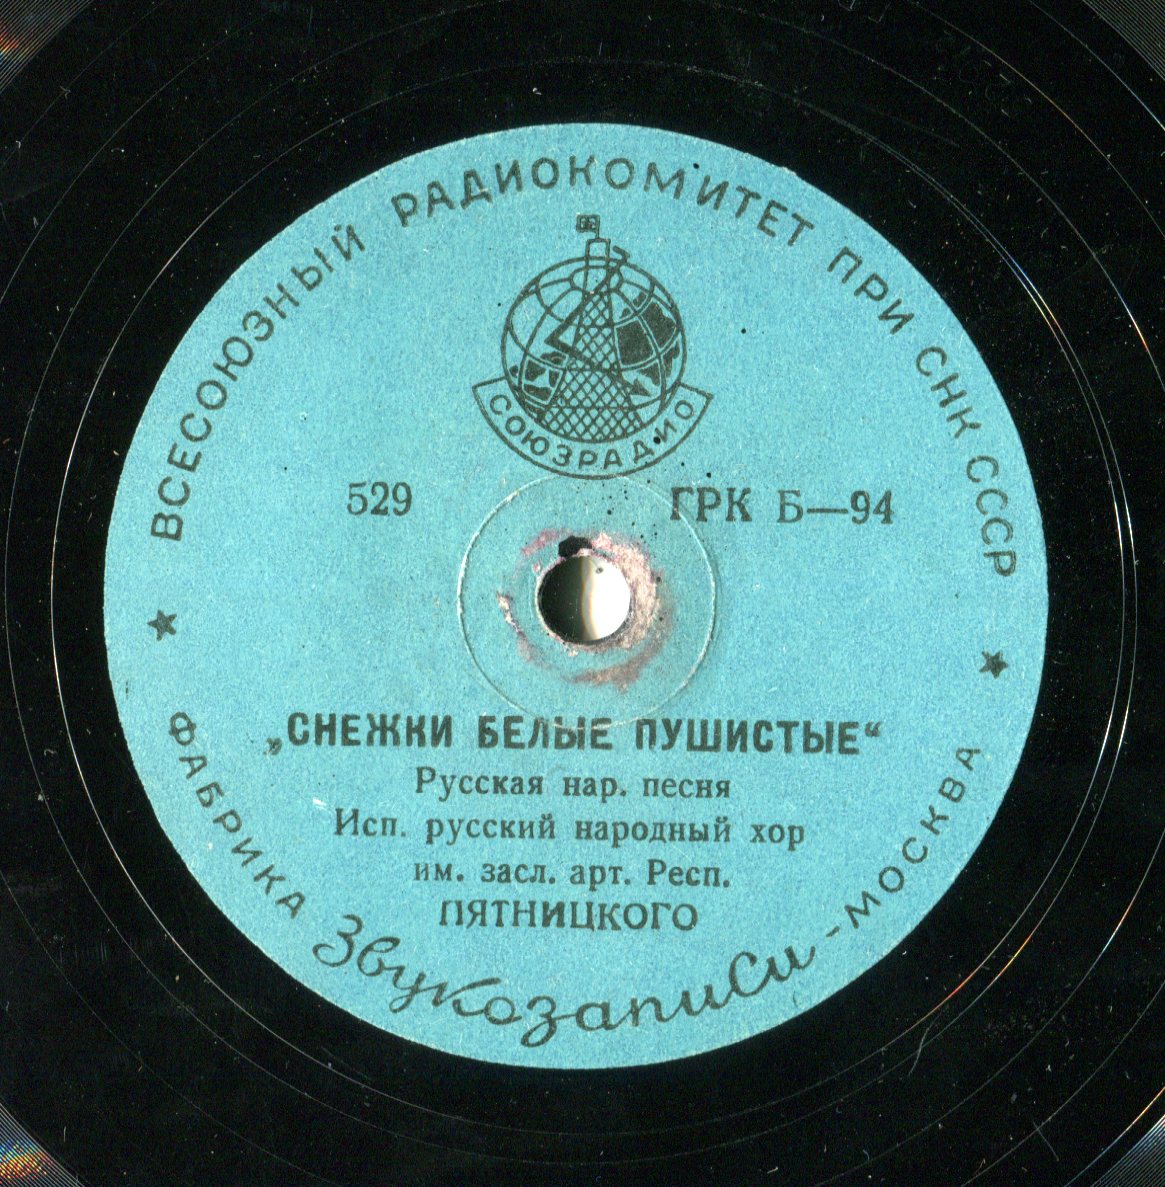 ВСЕСОЮЗНЫЙ РАДИОКОМИТЕТ ПРИ СНК СССР
СОЮЗРАДИО
529 ГРК Б—94
„СНЕЖКИ БЕЛЫЕ ПУШИСТЫЕ“
Русская нар. песня
Исп. русский народный хор
им. засл. арт. Респ.
ПЯТНИЦКОГО
ФАБРИКА Звукозаписи - МОСКВА